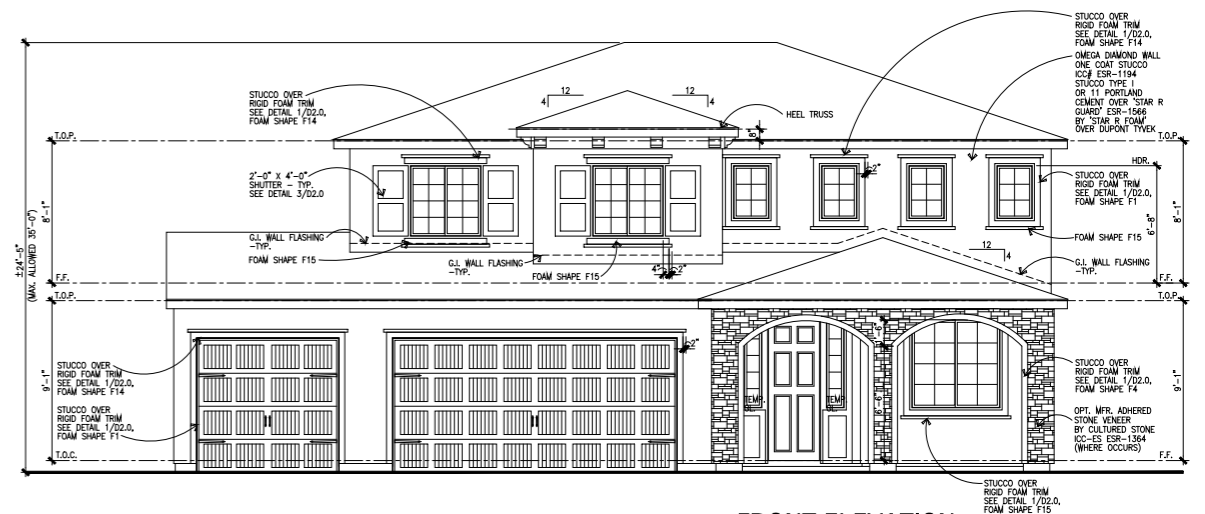 STUCCO OVER
RIGID FOAM TRIM
SEE DETAIL 1/D2.0,
FOAM SHAPE F14
OMEGA DIAMOND WALL
ONE COAT STUCCO
ICC# ESR-1194
STUCCO TYPE I
OR 11 PORTLAND
CEMENT OVER 'STAR R
GUARD' ESR-1566
BY 'STAR R FOAM'
OVER DUPONT TYVEK
STUCCO OVER
RIGID FOAM TRIM
SEE DETAIL 1/D2.0,
FOAM SHAPE F14
12
4
12
4
HEEL TRUSS
8"
T.O.P.
T.O.P.
HDR.
2'-0" X 4'-0"
SHUTTER - TYP.
SEE DETAIL 3/D2.0
2"
STUCCO OVER
RIGID FOAM TRIM
SEE DETAIL 1/D2.0,
FOAM SHAPE F1
±24'-5"
(MAX. ALLOWED 35'-0")
8'-1"
6'-8"
8'-1"
G.I. WALL FLASHING
-TYP.
FOAM SHAPE F15
G.I. WALL FLASHING
-TYP.
FOAM SHAPE F15
4"
2"
12
4
FOAM SHAPE F15
G.I. WALL FLASHING
-TYP.
F.F.
F.F.
T.O.P.
T.O.P.
2"
9'-1"
STUCCO OVER
RIGID FOAM TRIM
SEE DETAIL 1/D2.0,
FOAM SHAPE F14
STUCCO OVER
RIGID FOAM TRIM
SEE DETAIL 1/D2.0,
FOAM SHAPE F1
T.O.C.
TEMP.
GL.
TEMP.
GL.
6'-6"
STUCCO OVER
RIGID FOAM TRIM
SEE DETAIL 1/D2.0,
FOAM SHAPE F4
9'-1"
OPT. MFR. ADHERED
STONE VENEER
BY CULTURED STONE
ICC-ES ESR-1364
(WHERE OCCURS)
F.F.
STUCCO OVER
RIGID FOAM TRIM
SEE DETAIL 1/D2.0,
FOAM SHAPE F15
FRONT ELEVATION